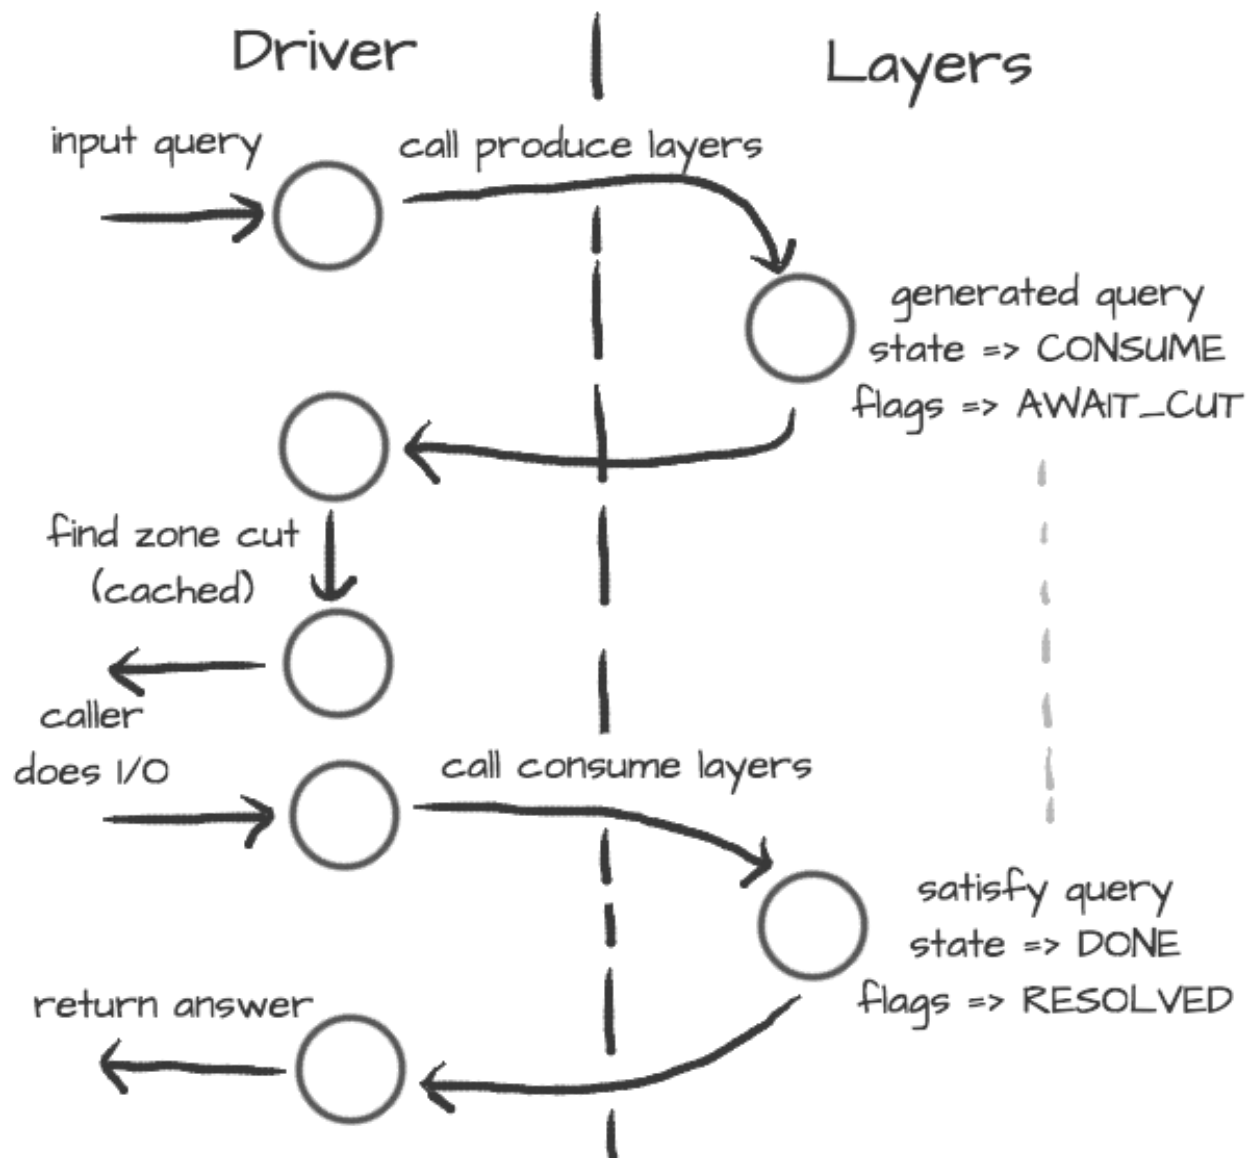 Driver
Layers
input query
call produce layers
generated query
state => CONSUME
flags => AWAIT_CUT
find zone cut
(cached)
caller
does I/O
call consume layers
satisfy query
state => DONE
flags => RESOLVED
return answer